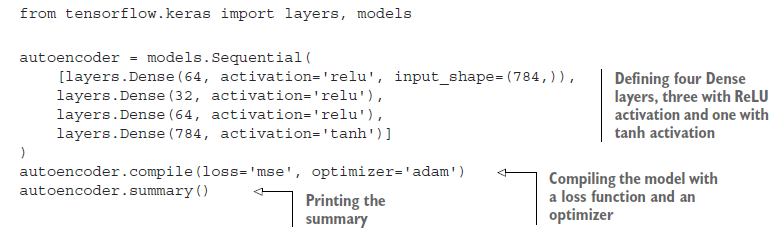 from tensorflow.keras import layers, models
autoencoder = models.Sequential(
[layers.Dense(64, activation='relu', input_shape=(784,)),
layers.Dense(32, activation='relu'),
layers.Dense(64, activation='relu'),
layers.Dense(784, activation='tanh')]
)
autoencoder.compile(loss='mse', optimizer='adam')
autoencoder.summary()
Defining four Dense
layers, three with ReLU
activation and one with
tanh activation
Compiling the model with
a loss function and an
optimizer
Printing the
summary